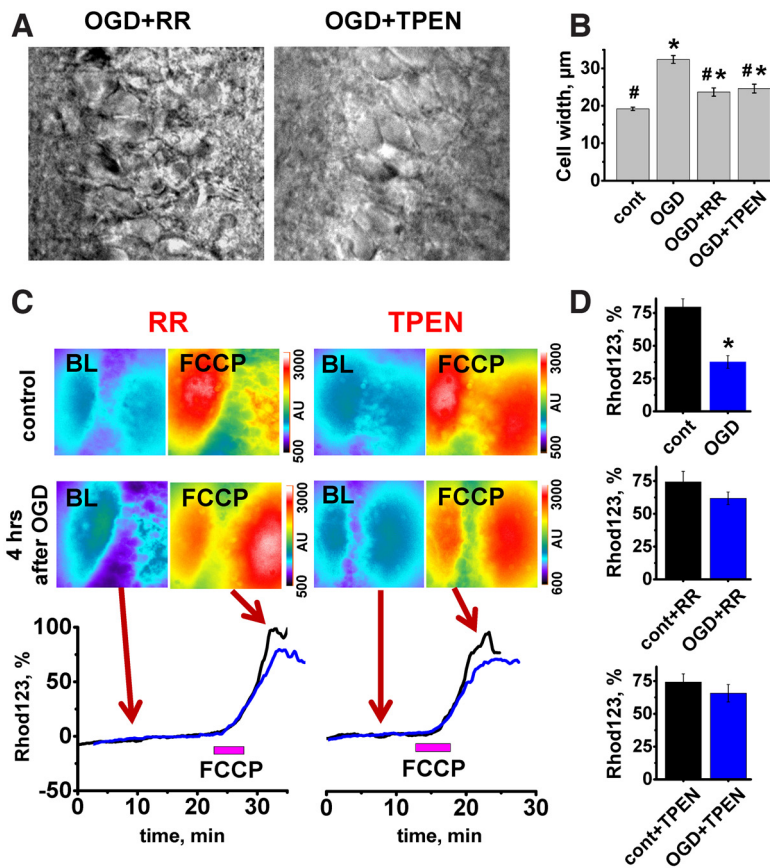 A
OGD+RR
OGD+TPEN
B
Cell width, µm
30
20
10
0
#
*
#*
#*
cont
OGD
OGD+RR
OGD+TPEN
C
RR
TPEN
control
BL
FCCP
3000
AU
500
BL
FCCP
3000
AU
500
4 hrs
after OGD
BL
FCCP
3000
AU
500
BL
FCCP
3000
AU
600
Rhod123, %
100
50
0
-50
FCCP
FCCP
0
10
20
30
0
10
20
30
time, min
time, min
D
Rhod123, %
75
50
25
0
*
cont
OGD
Rhod123, %
75
50
25
0
cont+RR
OGD+RR
Rhod123, %
75
50
25
0
cont+TPEN
OGD+TPEN